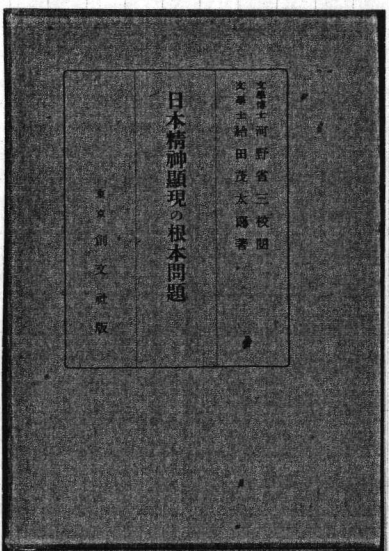 文學博士 河野省三校閲
文學士 田茂太郎著
日本精神顯現の根本問題
東京 創文社版